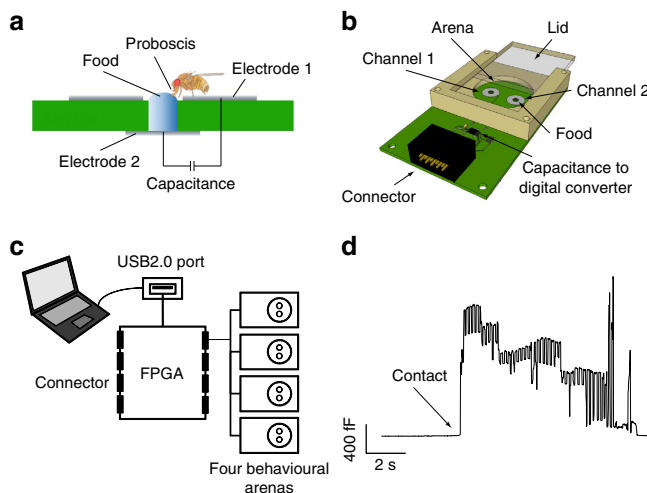 a
Proboscis
Food
Electrode 1
Electrode 2
Capacitance
b
Arena
Lid
Channel 1
Channel 2
Food
Capacitance to
digital converter
Connector
c
USB2.0 port
FPGA
Connector
Four behavioural
arenas
d
Contact
400 fF
2 s